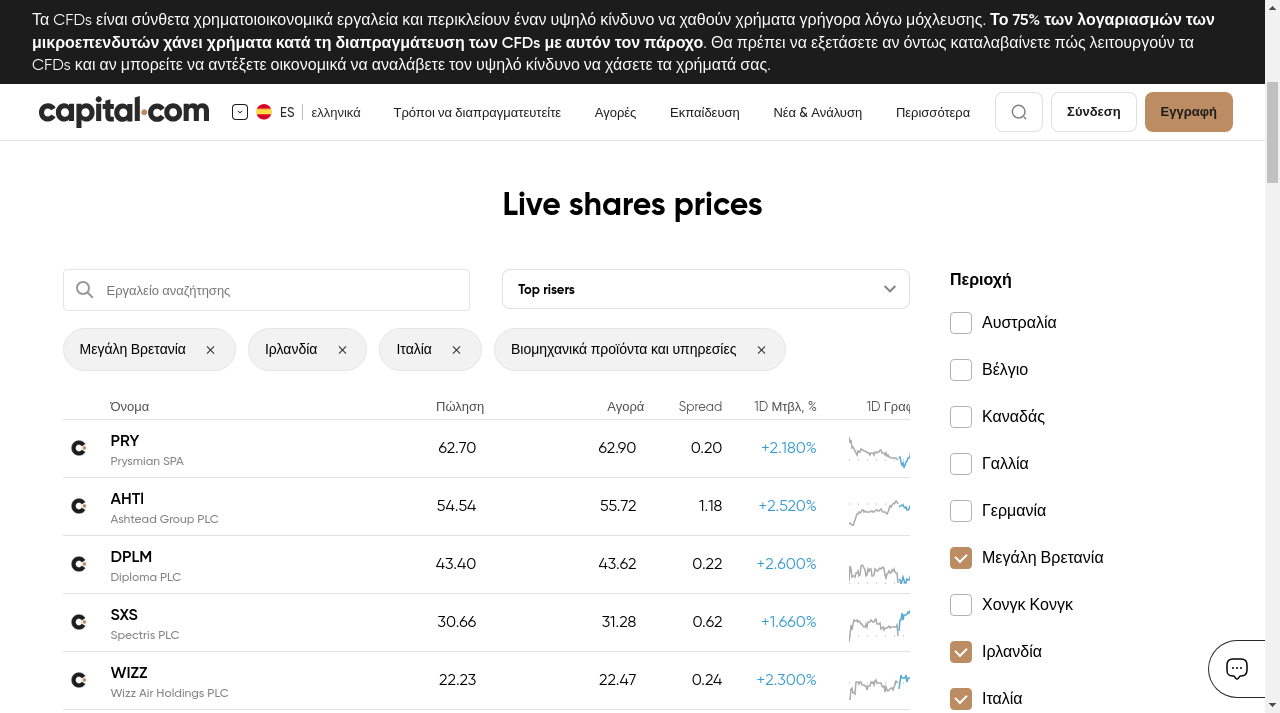 Τα CFDs είναι σύνθετα χρηματοιοικονομικά εργαλεία και περικλείουν έναν υψηλό κίνδυνο να χαθούν χρήματα γρήγορα λόγω μόχλευσης. Το 75% των λογαριασμών των
μικροεπενδυτών χάνει χρήματα κατά τη διαπραγμάτευση των CFDs με αυτόν τον πάροχο. Θα πρέπει να εξετάσετε αν όντως καταλαβαίνετε πώς λειτουργούν τα
CFDs και αν μπορείτε να αντέξετε οικονομικά να αναλάβετε τον υψηλό κίνδυνο να χάσετε τα χρήματά σας.
capital.com ES ελληνικά Τρόποι να διαπραγματευτείτε Αγορές Εκπαίδευση Νέα & Ανάλυση Περισσότερα Σύνδεση Εγγραφή
Live shares prices
Εργαλείο αναζήτησης Top risers
Μεγάλη Βρετανία Ιρλανδία Ιταλία Βιομηχανικά προϊόντα και υπηρεσίες
Όνομα Πώληση Αγορά Spread 1D Μτβλ, % 1D Γραφ
PRY 62.70 62.90 0.20 +2.180%
Prysmian SPA
AHTl 54.54 55.72 1.18 +2.520%
Ashtead Group PLC
DPLM 43.40 43.62 0.22 +2.600%
Diploma PLC
SXS 30.66 31.28 0.62 +1.660%
Spectris PLC
WIZZ 22.23 22.47 0.24 +2.300%
Wizz Air Holdings PLC
Περιοχή
Αυστραλία
Βέλγιο
Καναδάς
Γαλλία
Γερμανία
Μεγάλη Βρετανία
Χονγκ Κονγκ
Ιρλανδία
Ιταλία